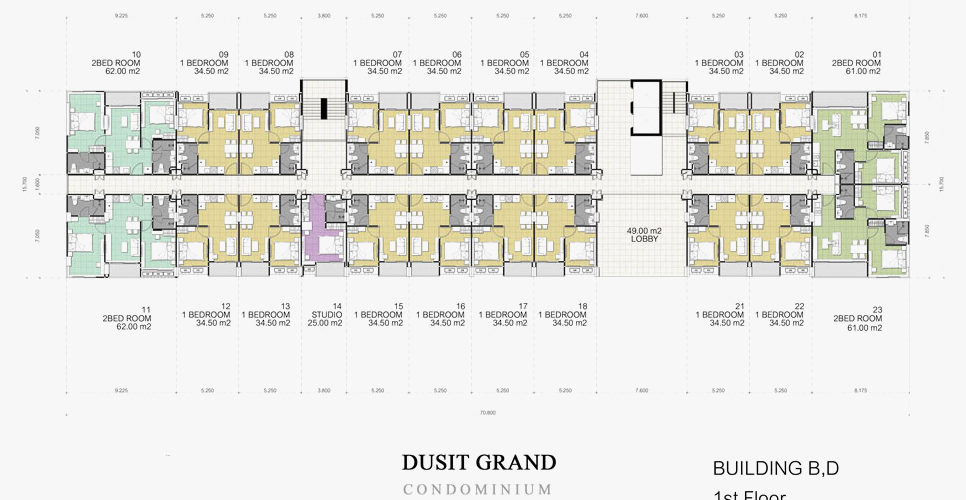 9.225 5.250 5.250 3.800 5.250 5.250 5.250 5.250 7.600 5.250 5.250 8.175
10 09 08 07 06 05 04 03 02 01
2BED ROOM 1 BEDROOM 1 BEDROOM 1 BEDROOM 1 BEDROOM 1 BEDROOM 1 BEDROOM 1 BEDROOM 1 BEDROOM 2BED ROOM
62.00 m2 34.50 m2 34.50 m2 34.50 m2 34.50 m2 34.50 m2 34.50 m2 34.50 m2 34.50 m2 61.00 m2
7.050 7.850
15.700 1.600 15.700
7.050 7.850
49.00 m2
LOBBY
11 12 13 14 15 16 17 18 21 22 23
2BED ROOM 1 BEDROOM 1 BEDROOM STUDIO 1 BEDROOM 1 BEDROOM 1 BEDROOM 1 BEDROOM 1 BEDROOM 1 BEDROOM 2BED ROOM
62.00 m2 34.50 m2 34.50 m2 25.00 m2 34.50 m2 34.50 m2 34.50 m2 34.50 m2 34.50 m2 34.50 m2 61.00 m2
9.225 5.250 5.250 3.800 5.250 5.250 5.250 5.250 7.600 5.250 5.250 8.175
70.800
DUSIT GRAND
CONDOMINIUM
BUILDING B,D
1st Floor